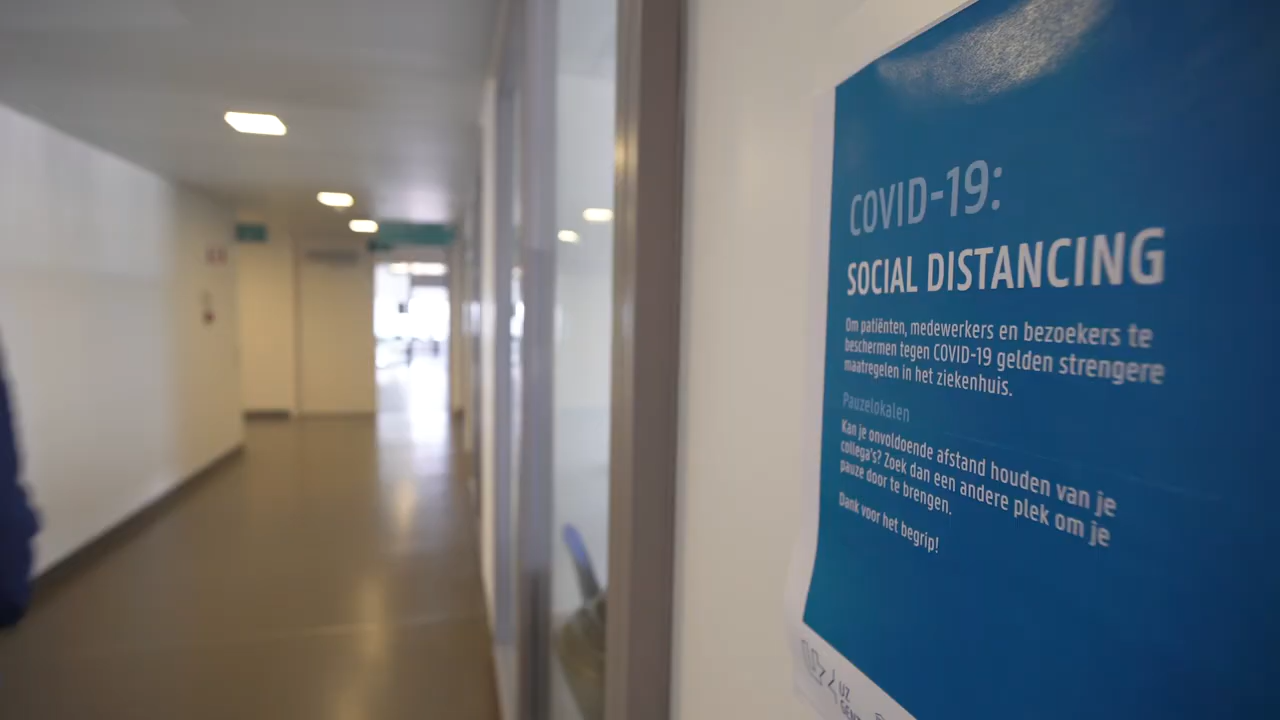 COVID-19:
SOCIAL DISTANCING
Om patiënten, medewerkers en bezoekers te
beschermen tegen COVID-19 gelden strengere
maatregelen in het ziekenhuis.
Pauzelokalen
Kan je onvoldoende afstand houden van je
collega's? Zoek dan een andere plek om je
pauze door te brengen.
Dank voor het begrip!
UZ